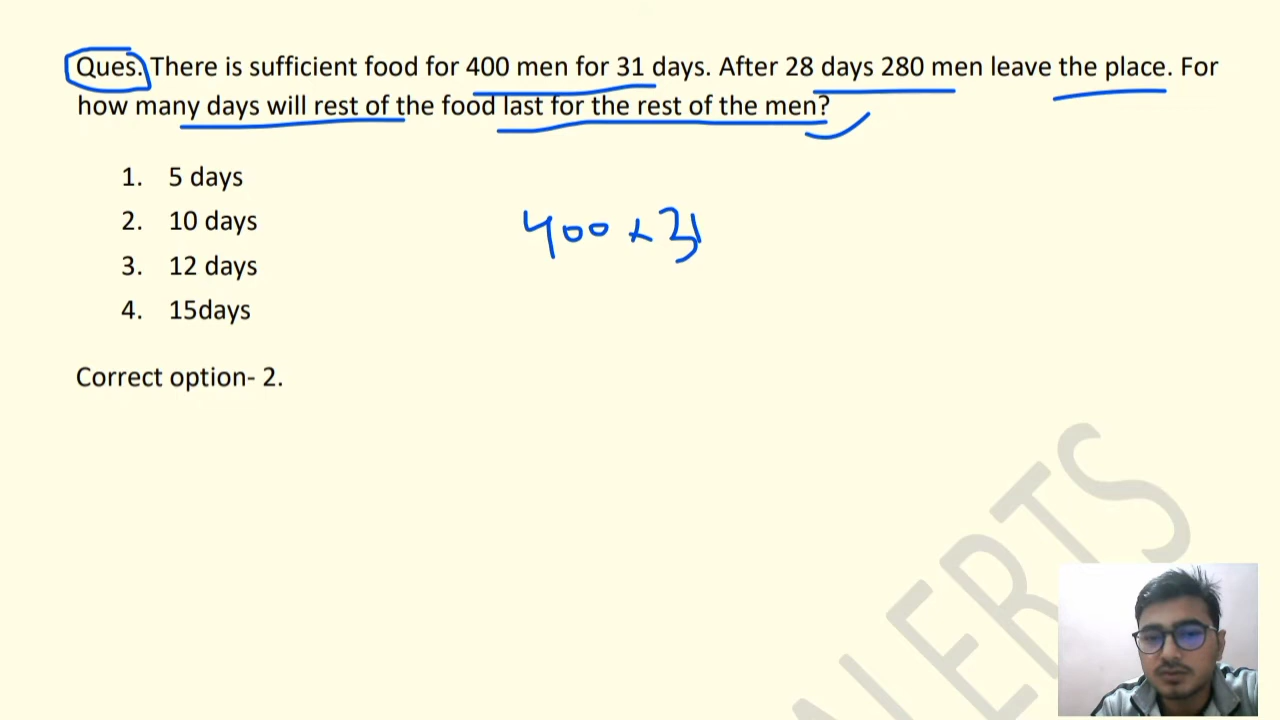 Ques. There is sufficient food for 400 men for 31 days. After 28 days 280 men leave the place. For
how many days will rest of the food last for the rest of the men?
1. 5 days
400 × 31
2. 10 days
3. 12 days
4. 15days
Correct option- 2.
ALERTS